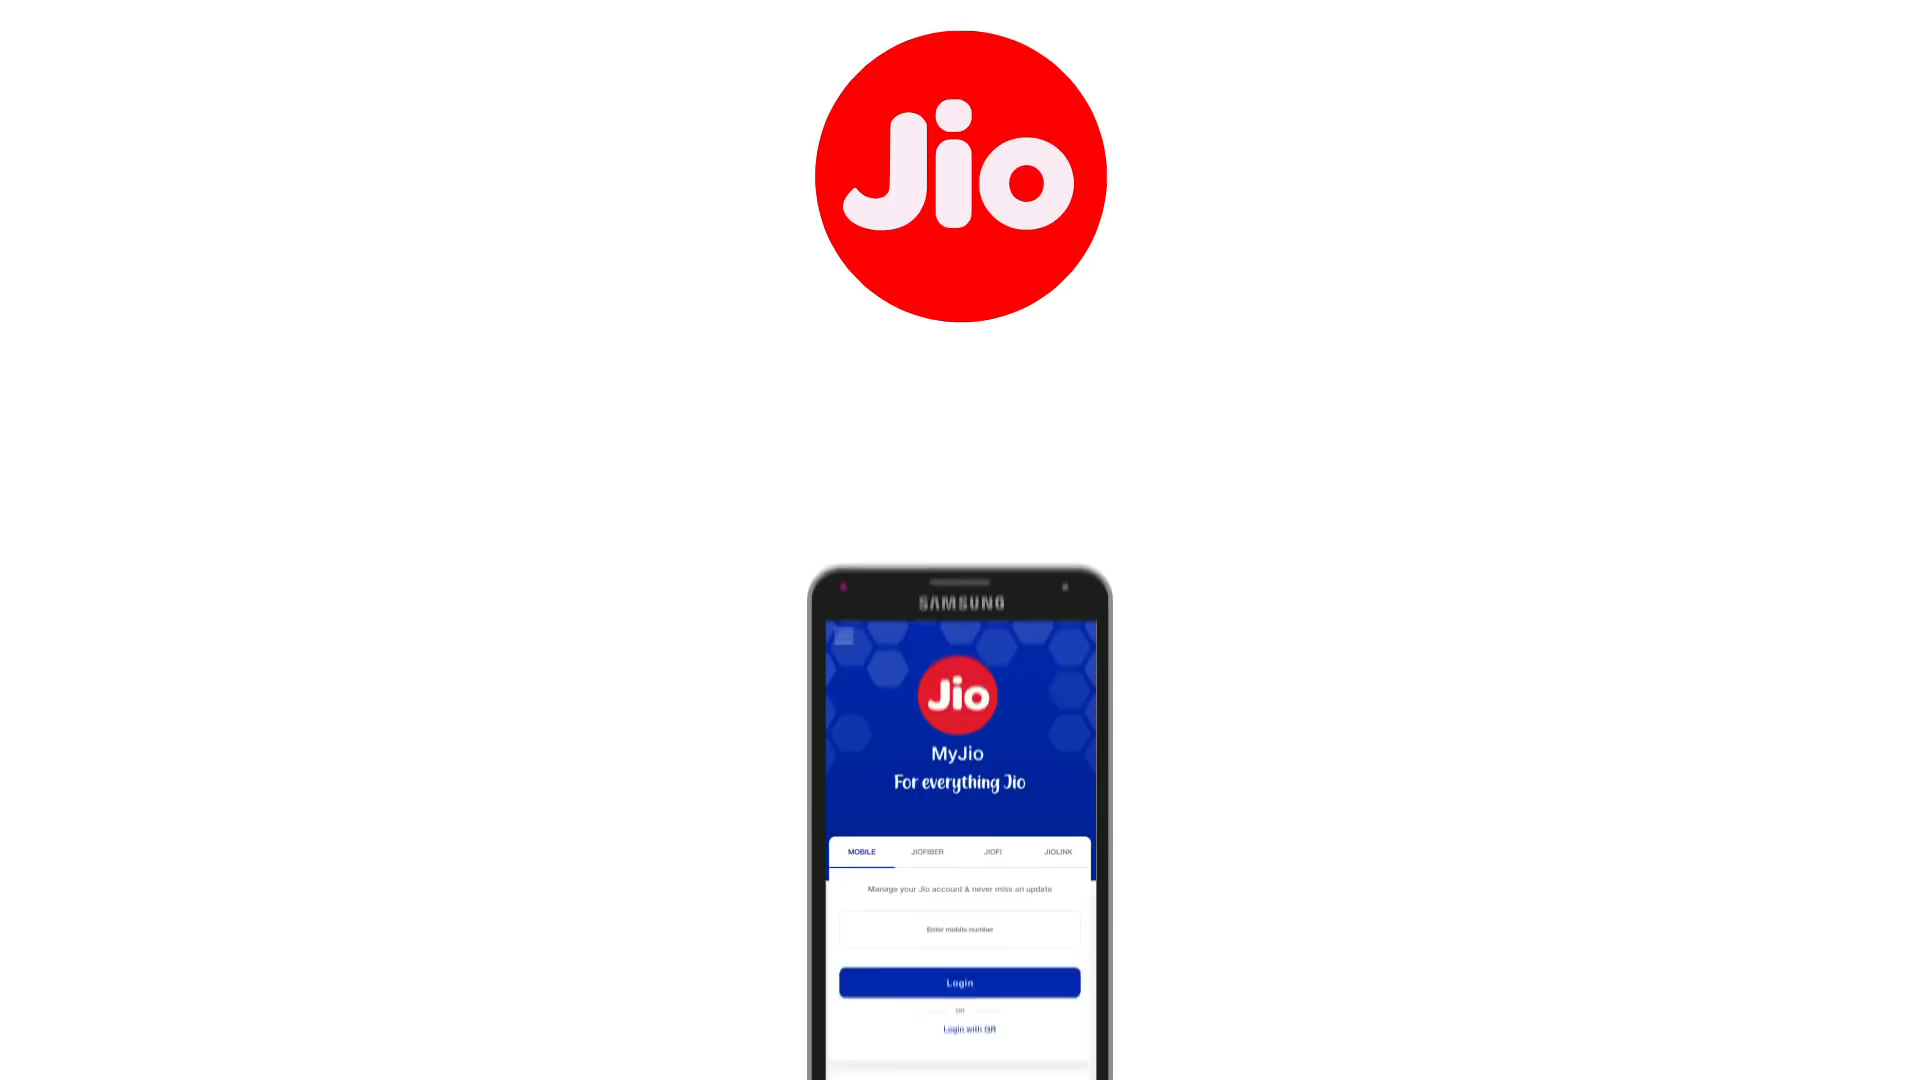 Jio
SAMSUNG
Jio
MyJio
For everything Jio
MOBILE JIOFIBER JIOFI JIOLINK
Manage your Jio account & never miss an update
Enter mobile number
Login
OR
Login with QR